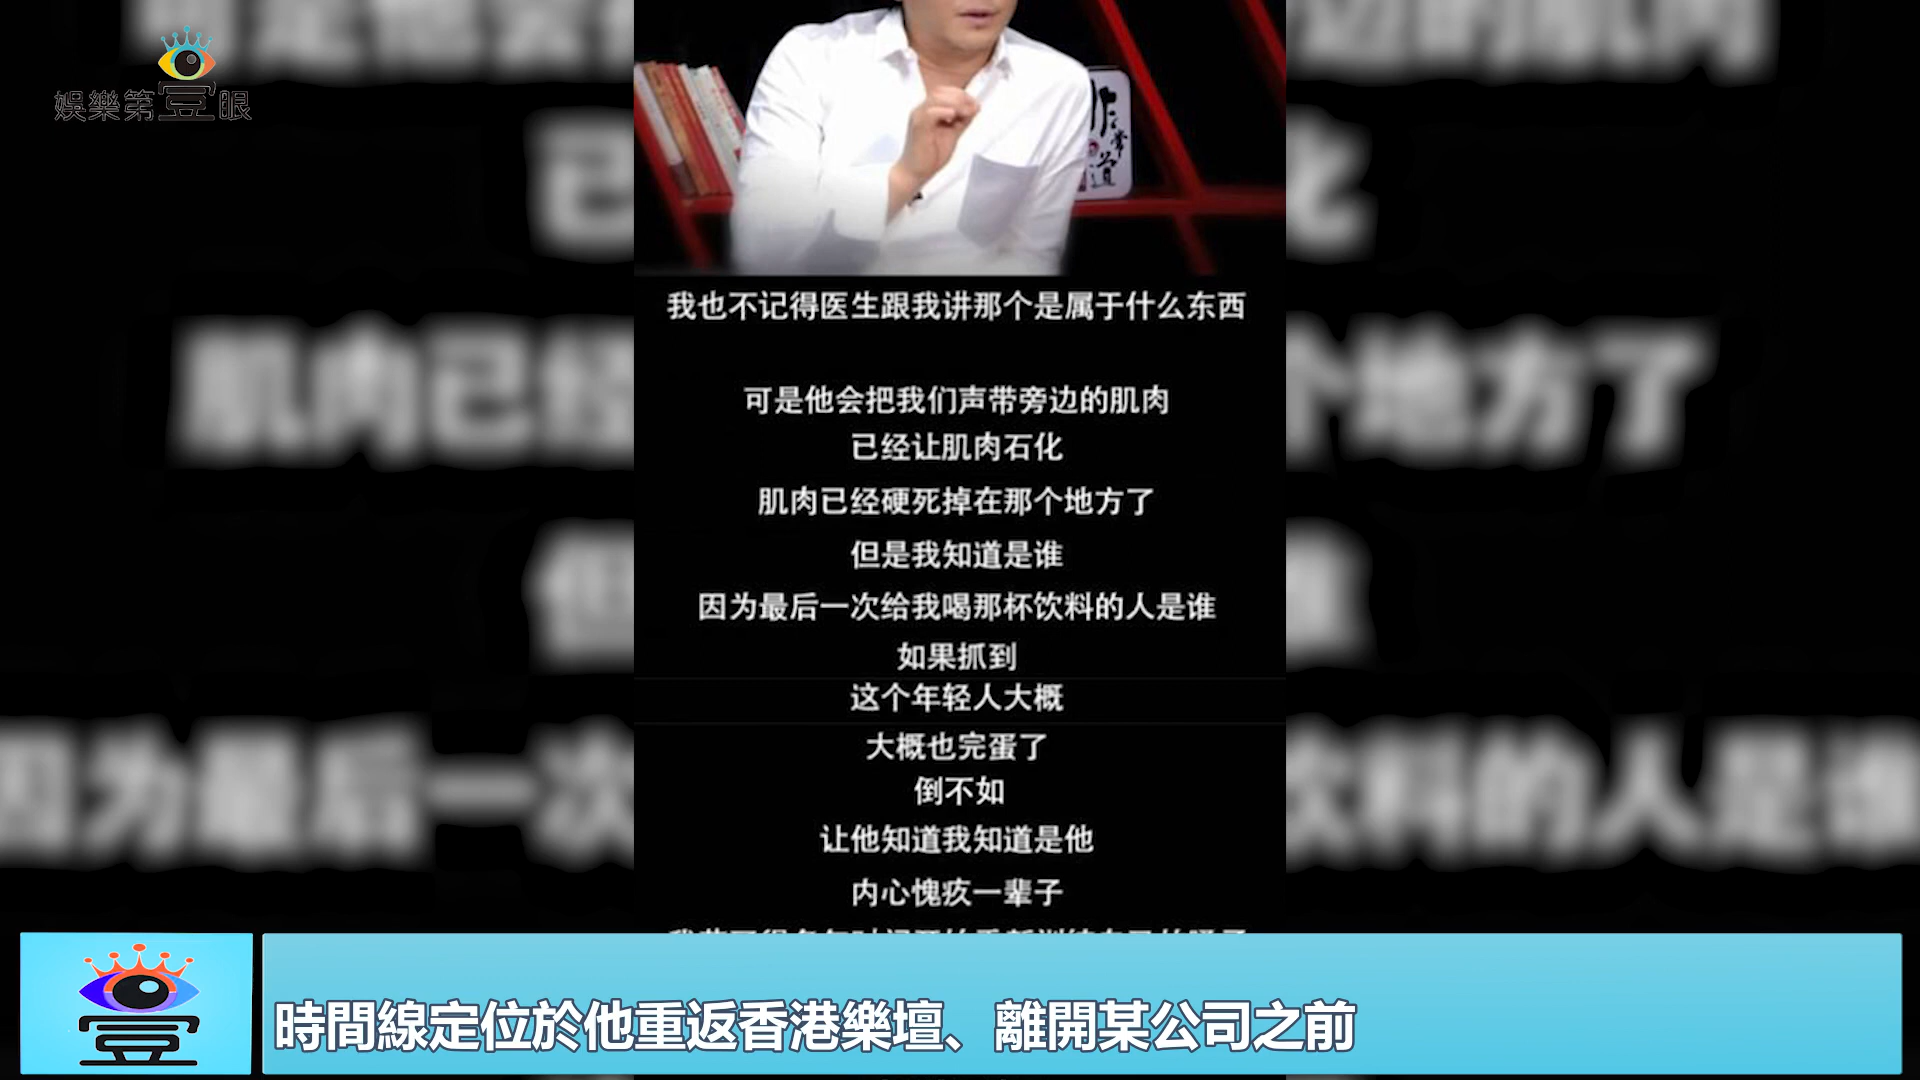 娛樂第壹眼
非常道
我也不记得医生跟我讲那个是属于什么东西
可是他会把我们声带旁边的肌肉
已经让肌肉石化
肌肉已经硬死掉在那个地方了
但是我知道是谁
因为最后一次给我喝那杯饮料的人是谁
如果抓到
这个年轻人大概
大概也完蛋了
倒不如
让他知道我知道是他
内心愧疚一辈子
壹
時間線定位於他重返香港樂壇、離開某公司之前